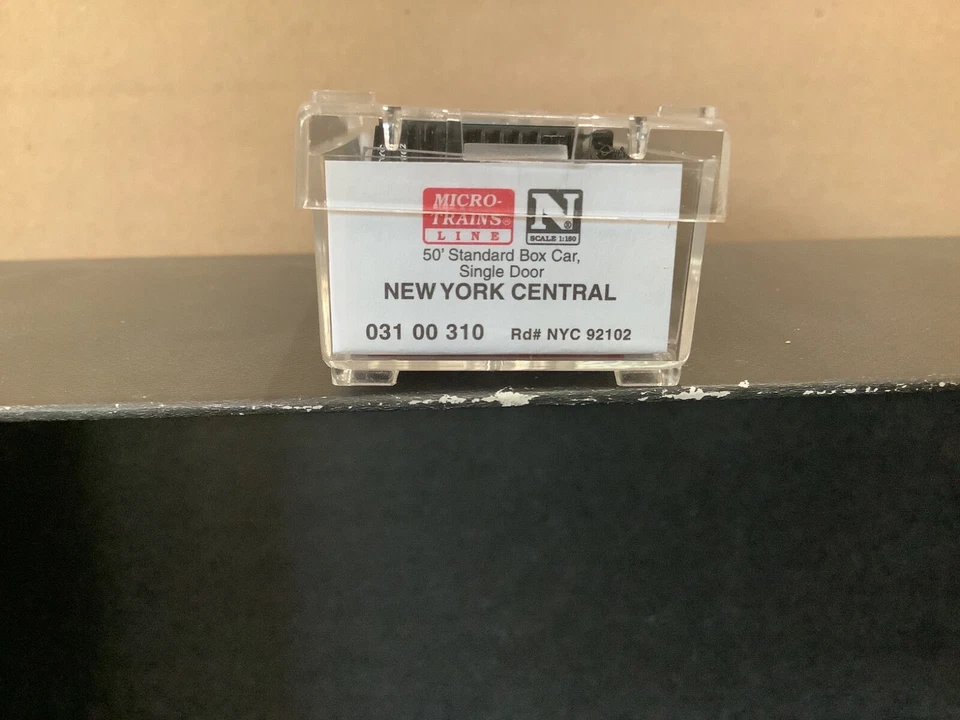 MICRO-
TRAINS®
LINE
N®
SCALE 1:160
50' Standard Box Car,
Single Door
NEW YORK CENTRAL
031 00 310 Rd# NYC 92102